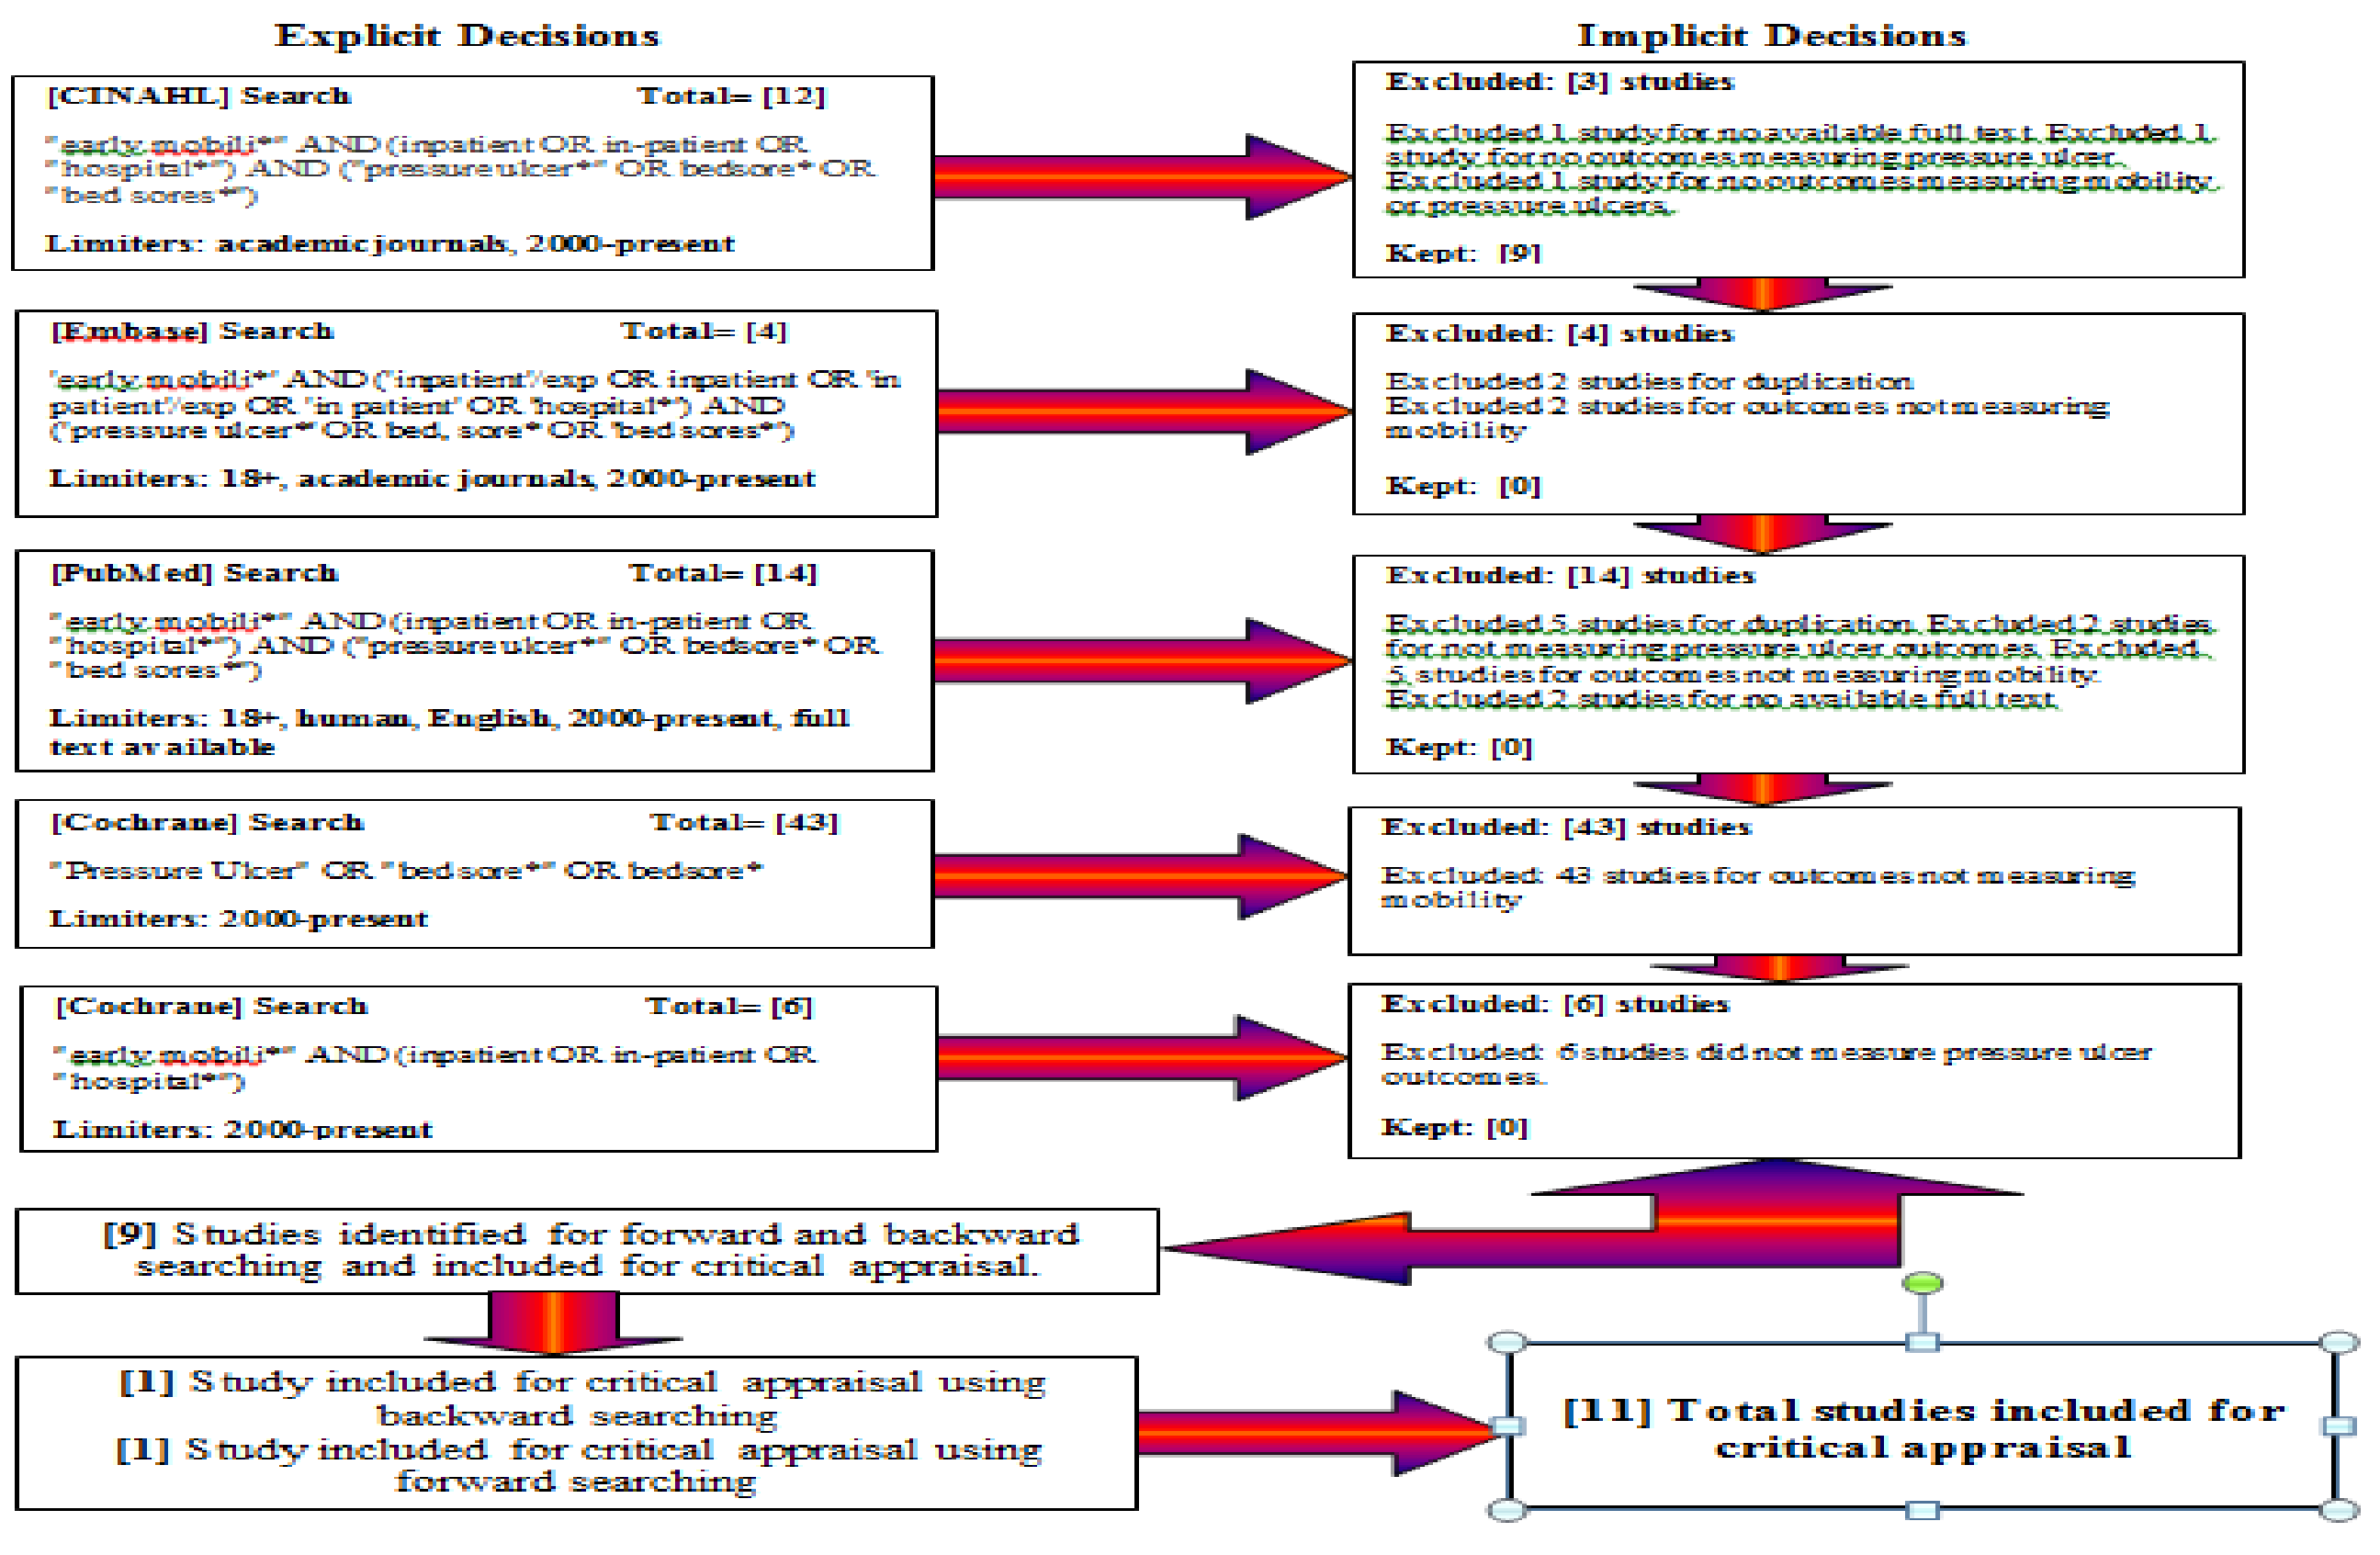 Explicit Decisions
Implicit Decisions
[CINAHL] Search Total= [12]
"early mobili*" AND (inpatient OR in-patient OR
"hospital*") AND ("pressure ulcer*" OR bedsore* OR
"bed sores*")
Limiters: academic journals, 2000-present
Excluded: [3] studies
Excluded 1 study for no available full text. Excluded 1
study for no outcomes measuring pressure ulcer.
Excluded 1 study for no outcomes measuring mobility
or pressure ulcers.
Kept: [9]
[Embase] Search Total= [4]
'early mobili*' AND ('inpatient'/exp OR inpatient OR 'in
patient'/exp OR 'in patient' OR 'hospital*') AND
('pressure ulcer*' OR bed, sore* OR 'bed sores*')
Limiters: 18+, academic journals, 2000-present
Excluded: [4] studies
Excluded 2 studies for duplication
Excluded 2 studies for outcomes not measuring
mobility
Kept: [0]
[PubMed] Search Total= [14]
"early mobili*" AND (inpatient OR in-patient OR
"hospital*") AND ("pressure ulcer*" OR bedsore* OR
"bed sores*")
Limiters: 18+, human, English, 2000-present, full
text available
Excluded: [14] studies
Excluded 5 studies for duplication. Excluded 2 studies
for not measuring pressure ulcer outcomes. Excluded
5 studies for outcomes not measuring mobility.
Excluded 2 studies for no available full text.
Kept: [0]
[Cochrane] Search Total= [43]
"Pressure Ulcer" OR "bed sore*" OR bedsore*
Limiters: 2000-present
Excluded: [43] studies
Excluded: 43 studies for outcomes not measuring
mobility
[Cochrane] Search Total= [6]
"early mobili*" AND (inpatient OR in-patient OR
"hospital*")
Limiters: 2000-present
Excluded: [6] studies
Excluded: 6 studies did not measure pressure ulcer
outcomes.
Kept: [0]
[9] Studies identified for forward and backward
searching and included for critical appraisal.
[1] Study included for critical appraisal using
backward searching
[1] Study included for critical appraisal using
forward searching
[11] Total studies included for
critical appraisal